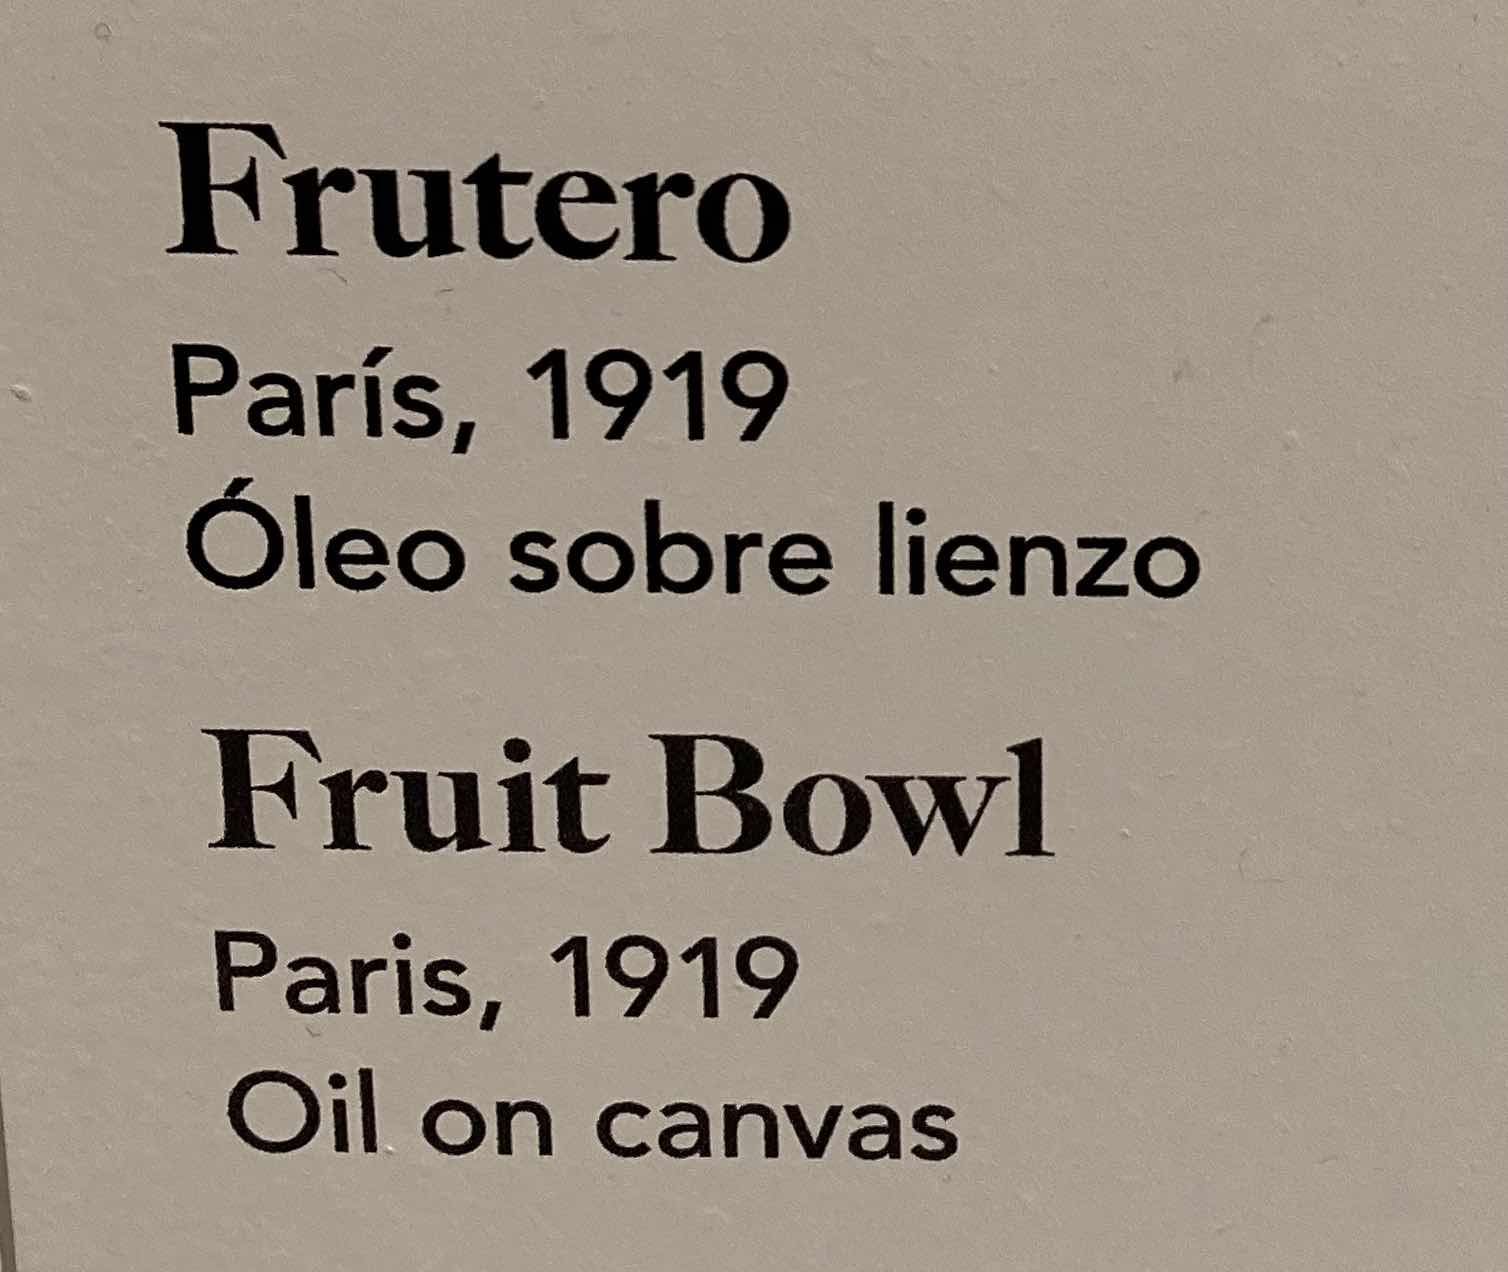 Frutero
París, 1919
Óleo sobre lienzo
Fruit Bowl
Paris, 1919
Oil on canvas